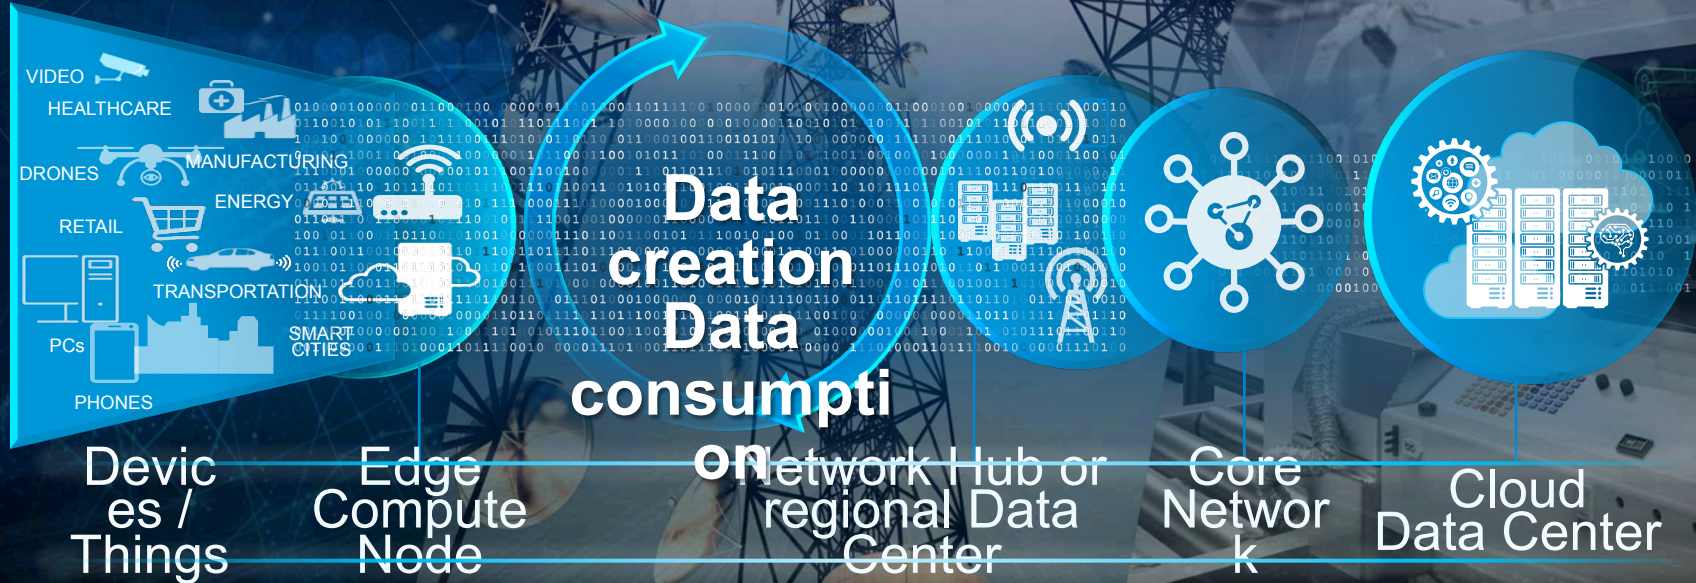 VIDEO
HEALTHCARE
DRONES
MANUFACTURING
ENERGY
RETAIL
TRANSPORTATION
PCs
SMART
CITIES
PHONES
Data
creation
Data
consumpti
on
Devic
es /
Things
Edge
Compute
Node
Network Hub or
regional Data
Center
Core
Networ
k
Cloud
Data Center